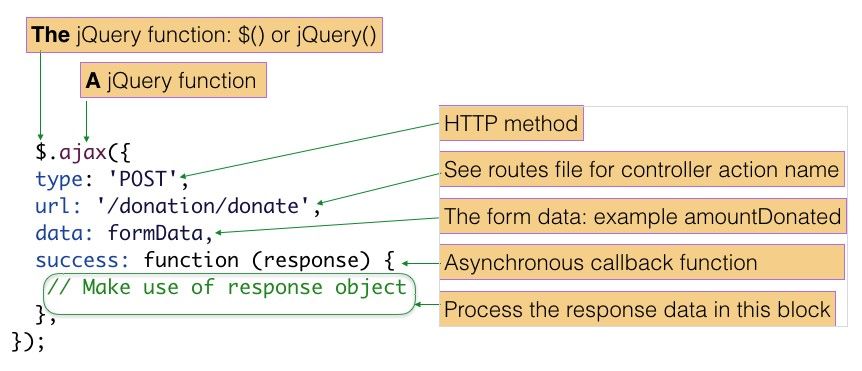 The jQuery function: $() or jQuery()
A jQuery function
$.ajax({
type: 'POST',
url: '/donation/donate',
data: formData,
success: function (response) {
// Make use of response object
},
});
HTTP method
See routes file for controller action name
The form data: example amountDonated
Asynchronous callback function
Process the response data in this block